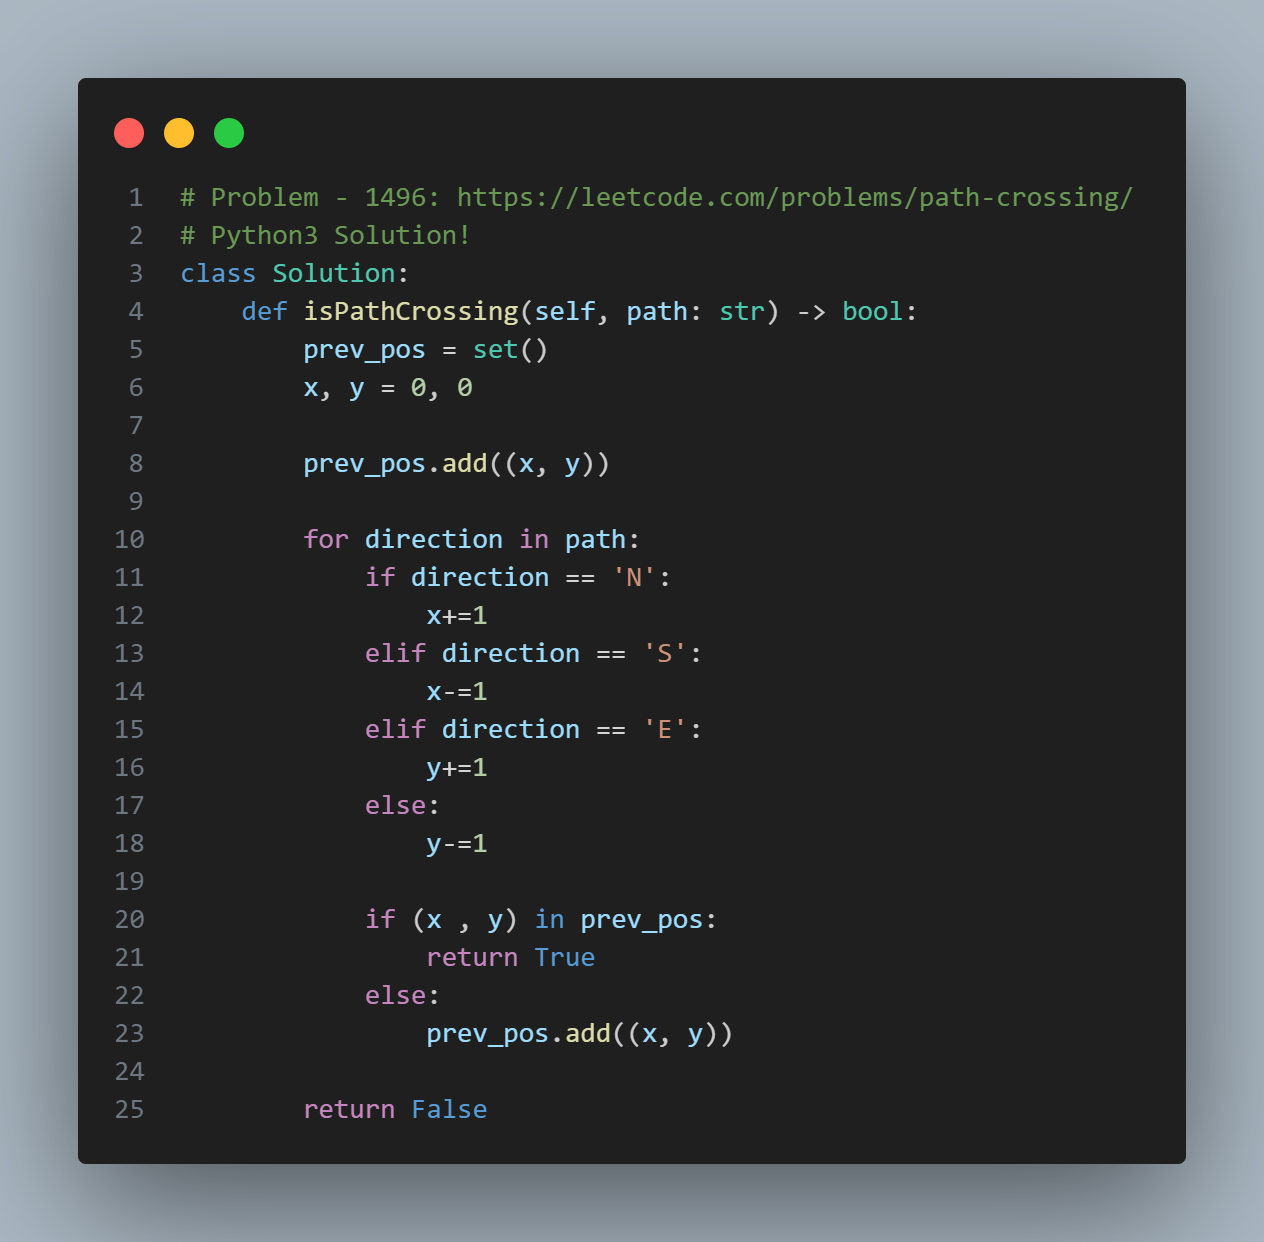 1 # Problem - 1496: https://leetcode.com/problems/path-crossing/
2 # Python3 Solution!
3 class Solution:
4     def isPathCrossing(self, path: str) -> bool:
5         prev_pos = set()
6         x, y = 0, 0
7
8         prev_pos.add((x, y))
9
10         for direction in path:
11             if direction == 'N':
12                 x+=1
13             elif direction == 'S':
14                 x-=1
15             elif direction == 'E':
16                 y+=1
17             else:
18                 y-=1
19
20             if (x , y) in prev_pos:
21                 return True
22             else:
23                 prev_pos.add((x, y))
24
25         return False